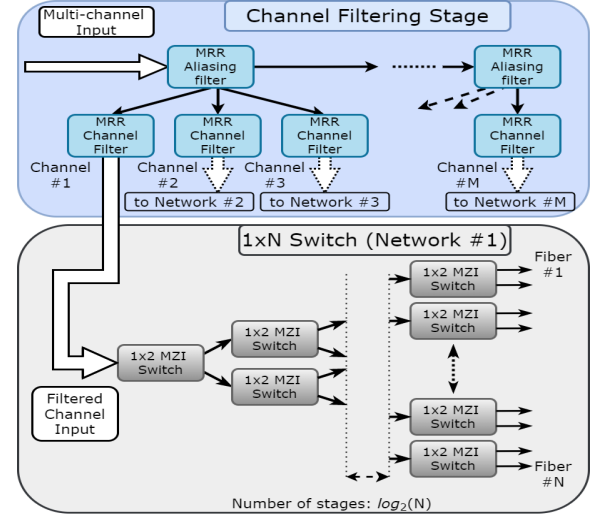 Channel Filtering Stage
Multi-channel
Input
MRR
Aliasing
filter
MRR
Aliasing
filter
MRR
Channel
Filter
MRR
Channel
Filter
MRR
Channel
Filter
MRR
Channel
Filter
Channel
#1
Channel
#2
Channel
#3
Channel
#M
to Network #2
to Network #3
to Network #M
1xN Switch (Network #1)
1x2 MZI
Switch
Fiber
#1
1x2 MZI
Switch
1x2 MZI
Switch
1x2 MZI
Switch
1x2 MZI
Switch
Filtered
Channel
Input
1x2 MZI
Switch
1x2 MZI
Switch
Fiber
#N
Number of stages: log2(N)